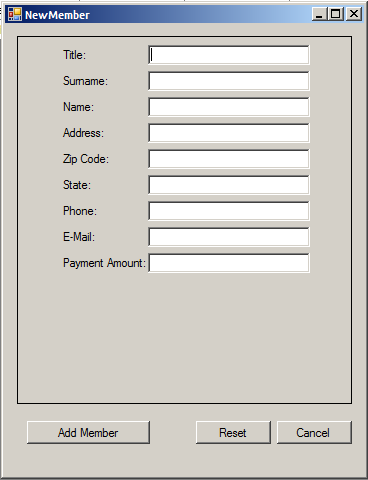 NewMember
Title:
Surname:
Name:
Address:
Zip Code:
State:
Phone:
E-Mail:
Payment Amount:
Add Member Reset Cancel